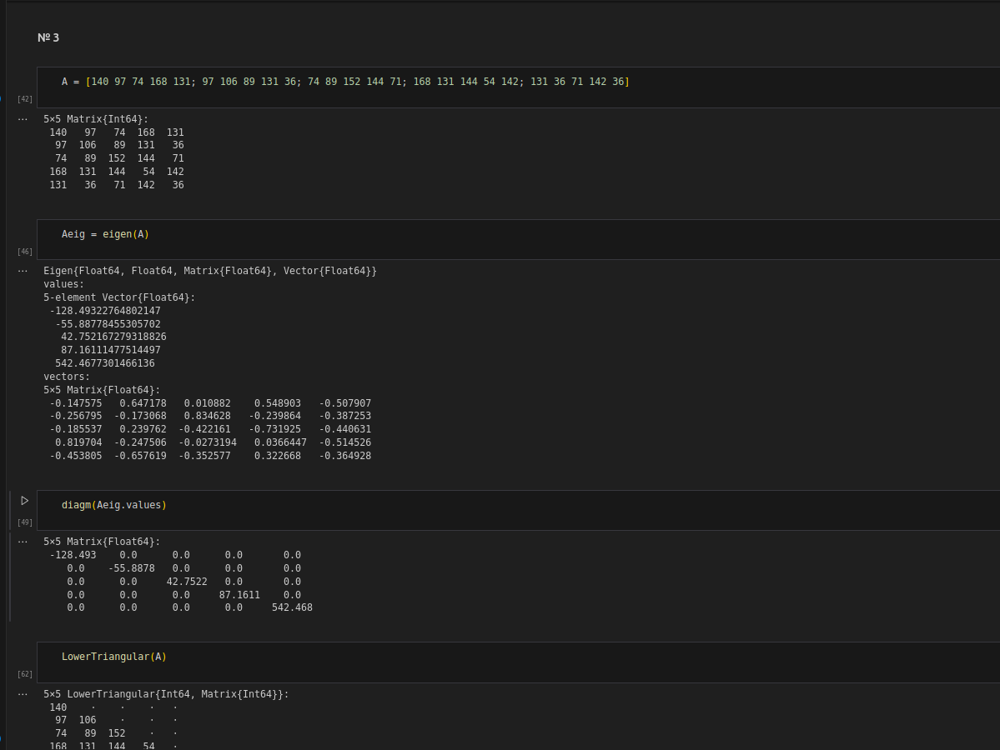 № 3
A = [140 97 74 168 131; 97 106 89 131 36; 74 89 152 144 71; 168 131 144 54 142; 131 36 71 142 36]
[42]
... 5×5 Matrix{Int64}:
140 97 74 168 131
97 106 89 131 36
74 89 152 144 71
168 131 144 54 142
131 36 71 142 36
Aeig = eigen(A)
[46]
... Eigen{Float64, Float64, Matrix{Float64}, Vector{Float64}}
values:
5-element Vector{Float64}:
-128.49322764802147
-55.88778455305702
42.752167279318826
87.16111477514497
542.4677301466136
vectors:
5×5 Matrix{Float64}:
-0.147575 0.647178 0.010882 0.548903 -0.507907
-0.256795 -0.173068 0.834628 -0.239864 -0.387253
-0.185537 0.239762 -0.422161 -0.731925 -0.440631
0.819704 -0.247506 -0.0273194 0.0366447 -0.514526
-0.453805 -0.657619 -0.352577 0.322668 -0.364928
diagm(Aeig.values)
[49]
... 5×5 Matrix{Float64}:
-128.493 0.0 0.0 0.0 0.0
0.0 -55.8878 0.0 0.0 0.0
0.0 0.0 42.7522 0.0 0.0
0.0 0.0 0.0 87.1611 0.0
0.0 0.0 0.0 0.0 542.468
LowerTriangular(A)
[62]
... 5×5 LowerTriangular{Int64, Matrix{Int64}}:
140 · · · ·
97 106 · · ·
74 89 152 · ·
168 131 144 54 ·